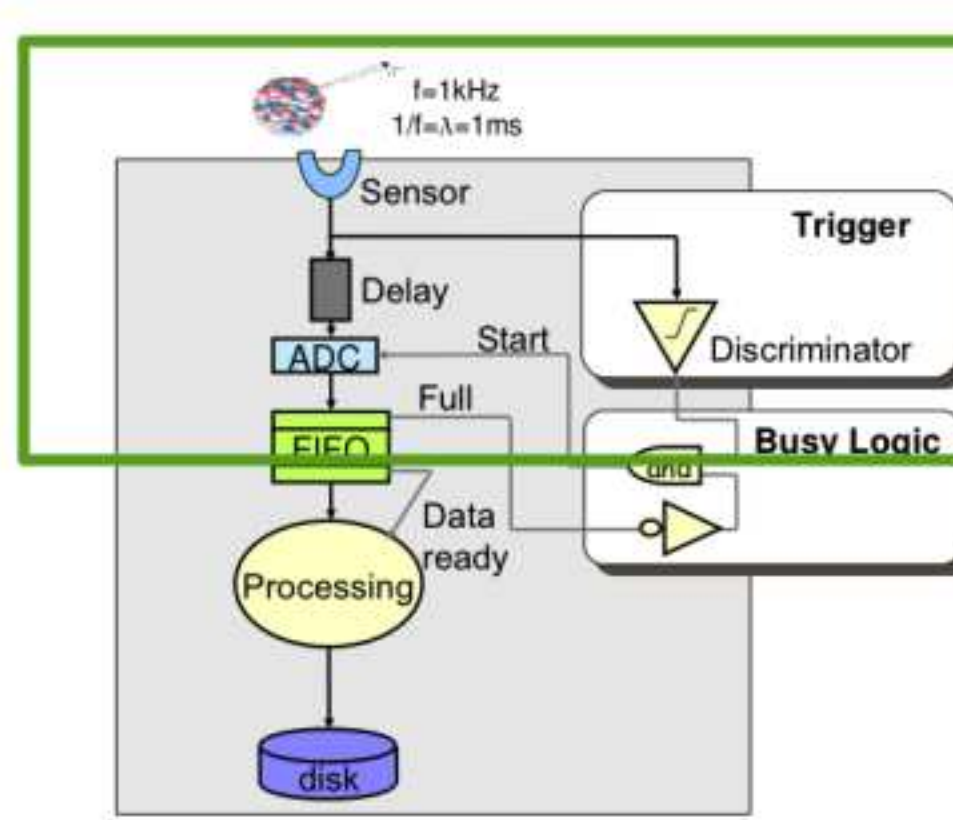 f=1kHz
1/f=λ=1ms
Sensor
Trigger
Delay
Discriminator
Start
ADC
Full
FIFO
Busy Logic
and
Data
ready
Processing
disk